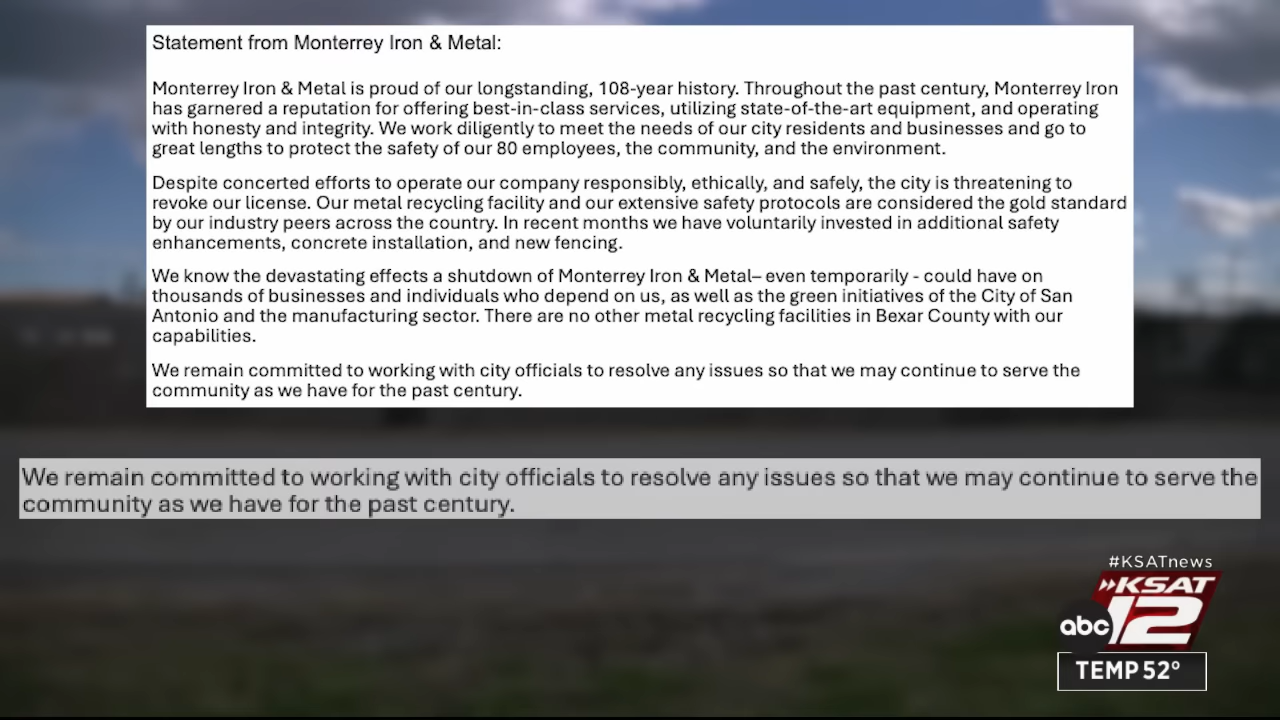 Statement from Monterrey Iron & Metal:
Monterrey Iron & Metal is proud of our longstanding, 108-year history. Throughout the past century, Monterrey Iron
has garnered a reputation for offering best-in-class services, utilizing state-of-the-art equipment, and operating
with honesty and integrity. We work diligently to meet the needs of our city residents and businesses and go to
great lengths to protect the safety of our 80 employees, the community, and the environment.
Despite concerted efforts to operate our company responsibly, ethically, and safely, the city is threatening to
revoke our license. Our metal recycling facility and our extensive safety protocols are considered the gold standard
by our industry peers across the country. In recent months we have voluntarily invested in additional safety
enhancements, concrete installation, and new fencing.
We know the devastating effects a shutdown of Monterrey Iron & Metal– even temporarily - could have on
thousands of businesses and individuals who depend on us, as well as the green initiatives of the City of San
Antonio and the manufacturing sector. There are no other metal recycling facilities in Bexar County with our
capabilities.
We remain committed to working with city officials to resolve any issues so that we may continue to serve the
community as we have for the past century.
We remain committed to working with city officials to resolve any issues so that we may continue to serve the
community as we have for the past century.
#KSATnews
KSAT
abc 12
TEMP 52°